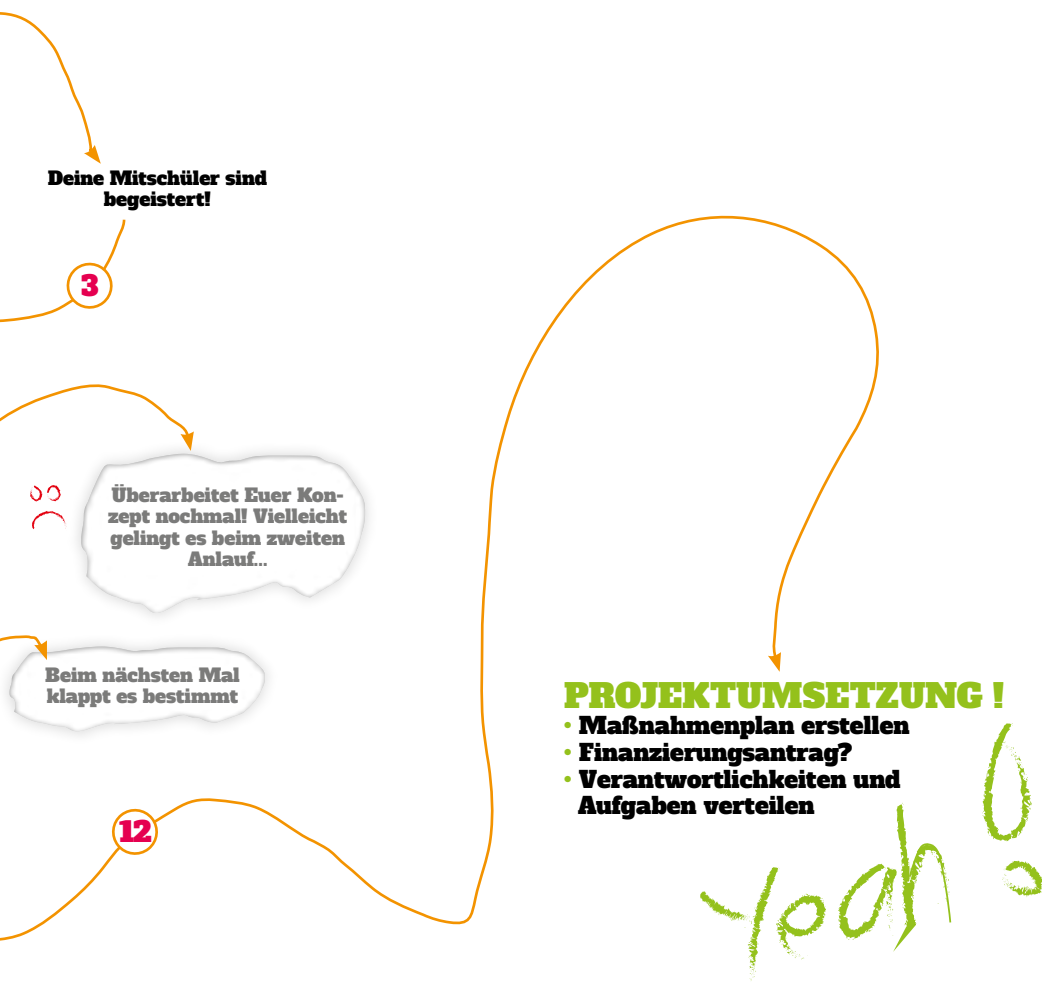 Deine Mitschüler sind
begeistert!
3
Überarbeitet Euer Kon-
zept nochmal! Vielleicht
gelingt es beim zweiten
Anlauf...
Beim nächsten Mal
klappt es bestimmt
12
PROJEKTUMSETZUNG !
• Maßnahmenplan erstellen
• Finanzierungsantrag?
• Verantwortlichkeiten und
Aufgaben verteilen
Yeah!